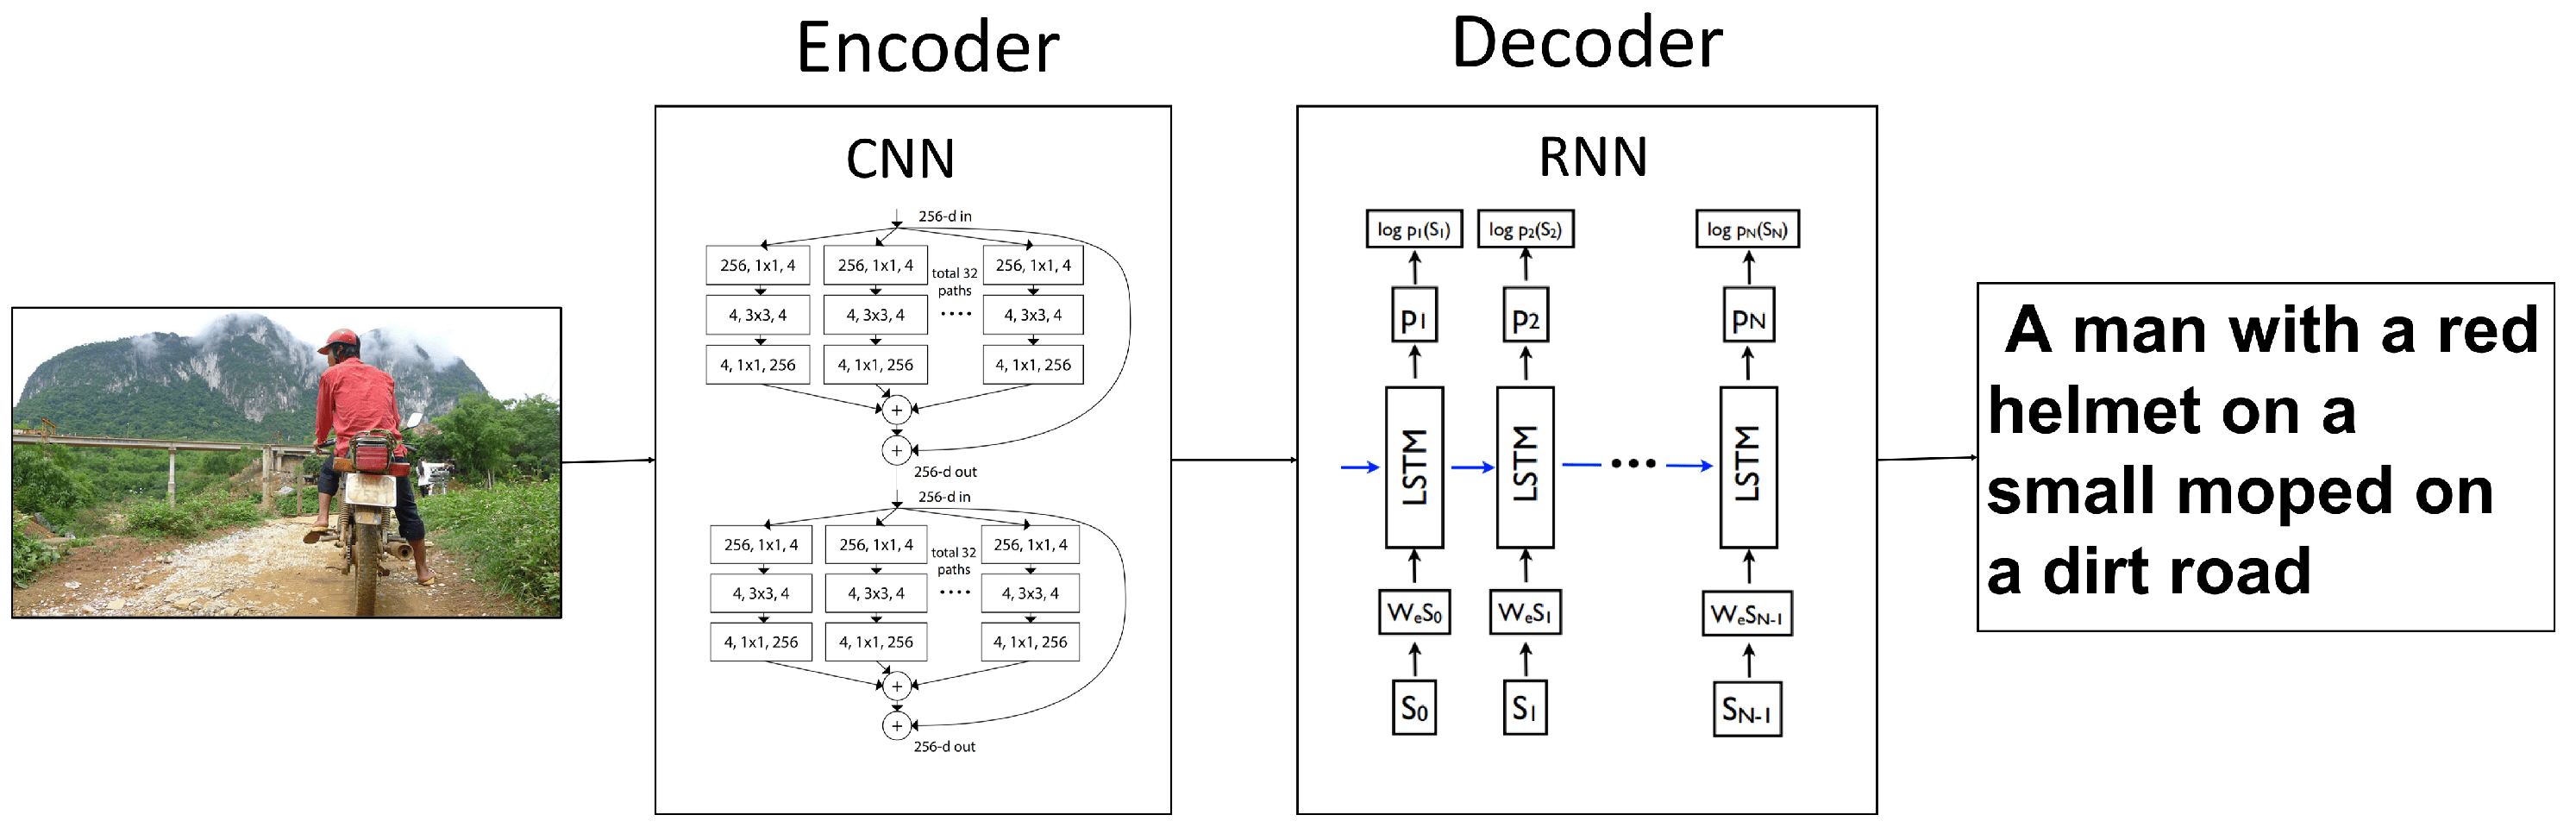 Encoder
Decoder
CNN
256-d in
256, 1x1, 4
256, 1x1, 4
total 32
paths
256, 1x1, 4
4, 3x3, 4
4, 3x3, 4
....
4, 3x3, 4
4, 1x1, 256
4, 1x1, 256
4, 1x1, 256
+
+
256-d out
256-d in
256, 1x1, 4
256, 1x1, 4
total 32
paths
256, 1x1, 4
4, 3x3, 4
4, 3x3, 4
....
4, 3x3, 4
4, 1x1, 256
4, 1x1, 256
4, 1x1, 256
+
+
256-d out
RNN
log p1(S1)
log p2(S2)
log pN(SN)
p1
p2
pN
LSTM
LSTM
...
LSTM
WeS0
WeS1
WeSN-1
S0
S1
SN-1
A man with a red
helmet on a
small moped on
a dirt road